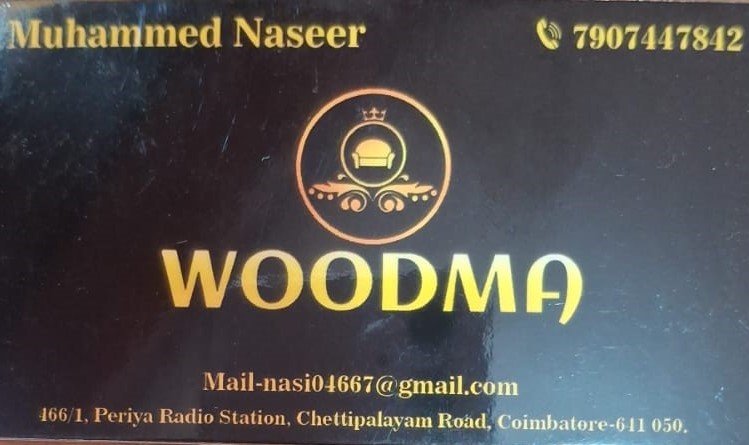 Muhammed Naseer
7907447842
WOODMA
Mail-nasi04667@gmail.com
466/1, Periya Radio Station, Chettipalayam Road, Coimbatore-641 050.